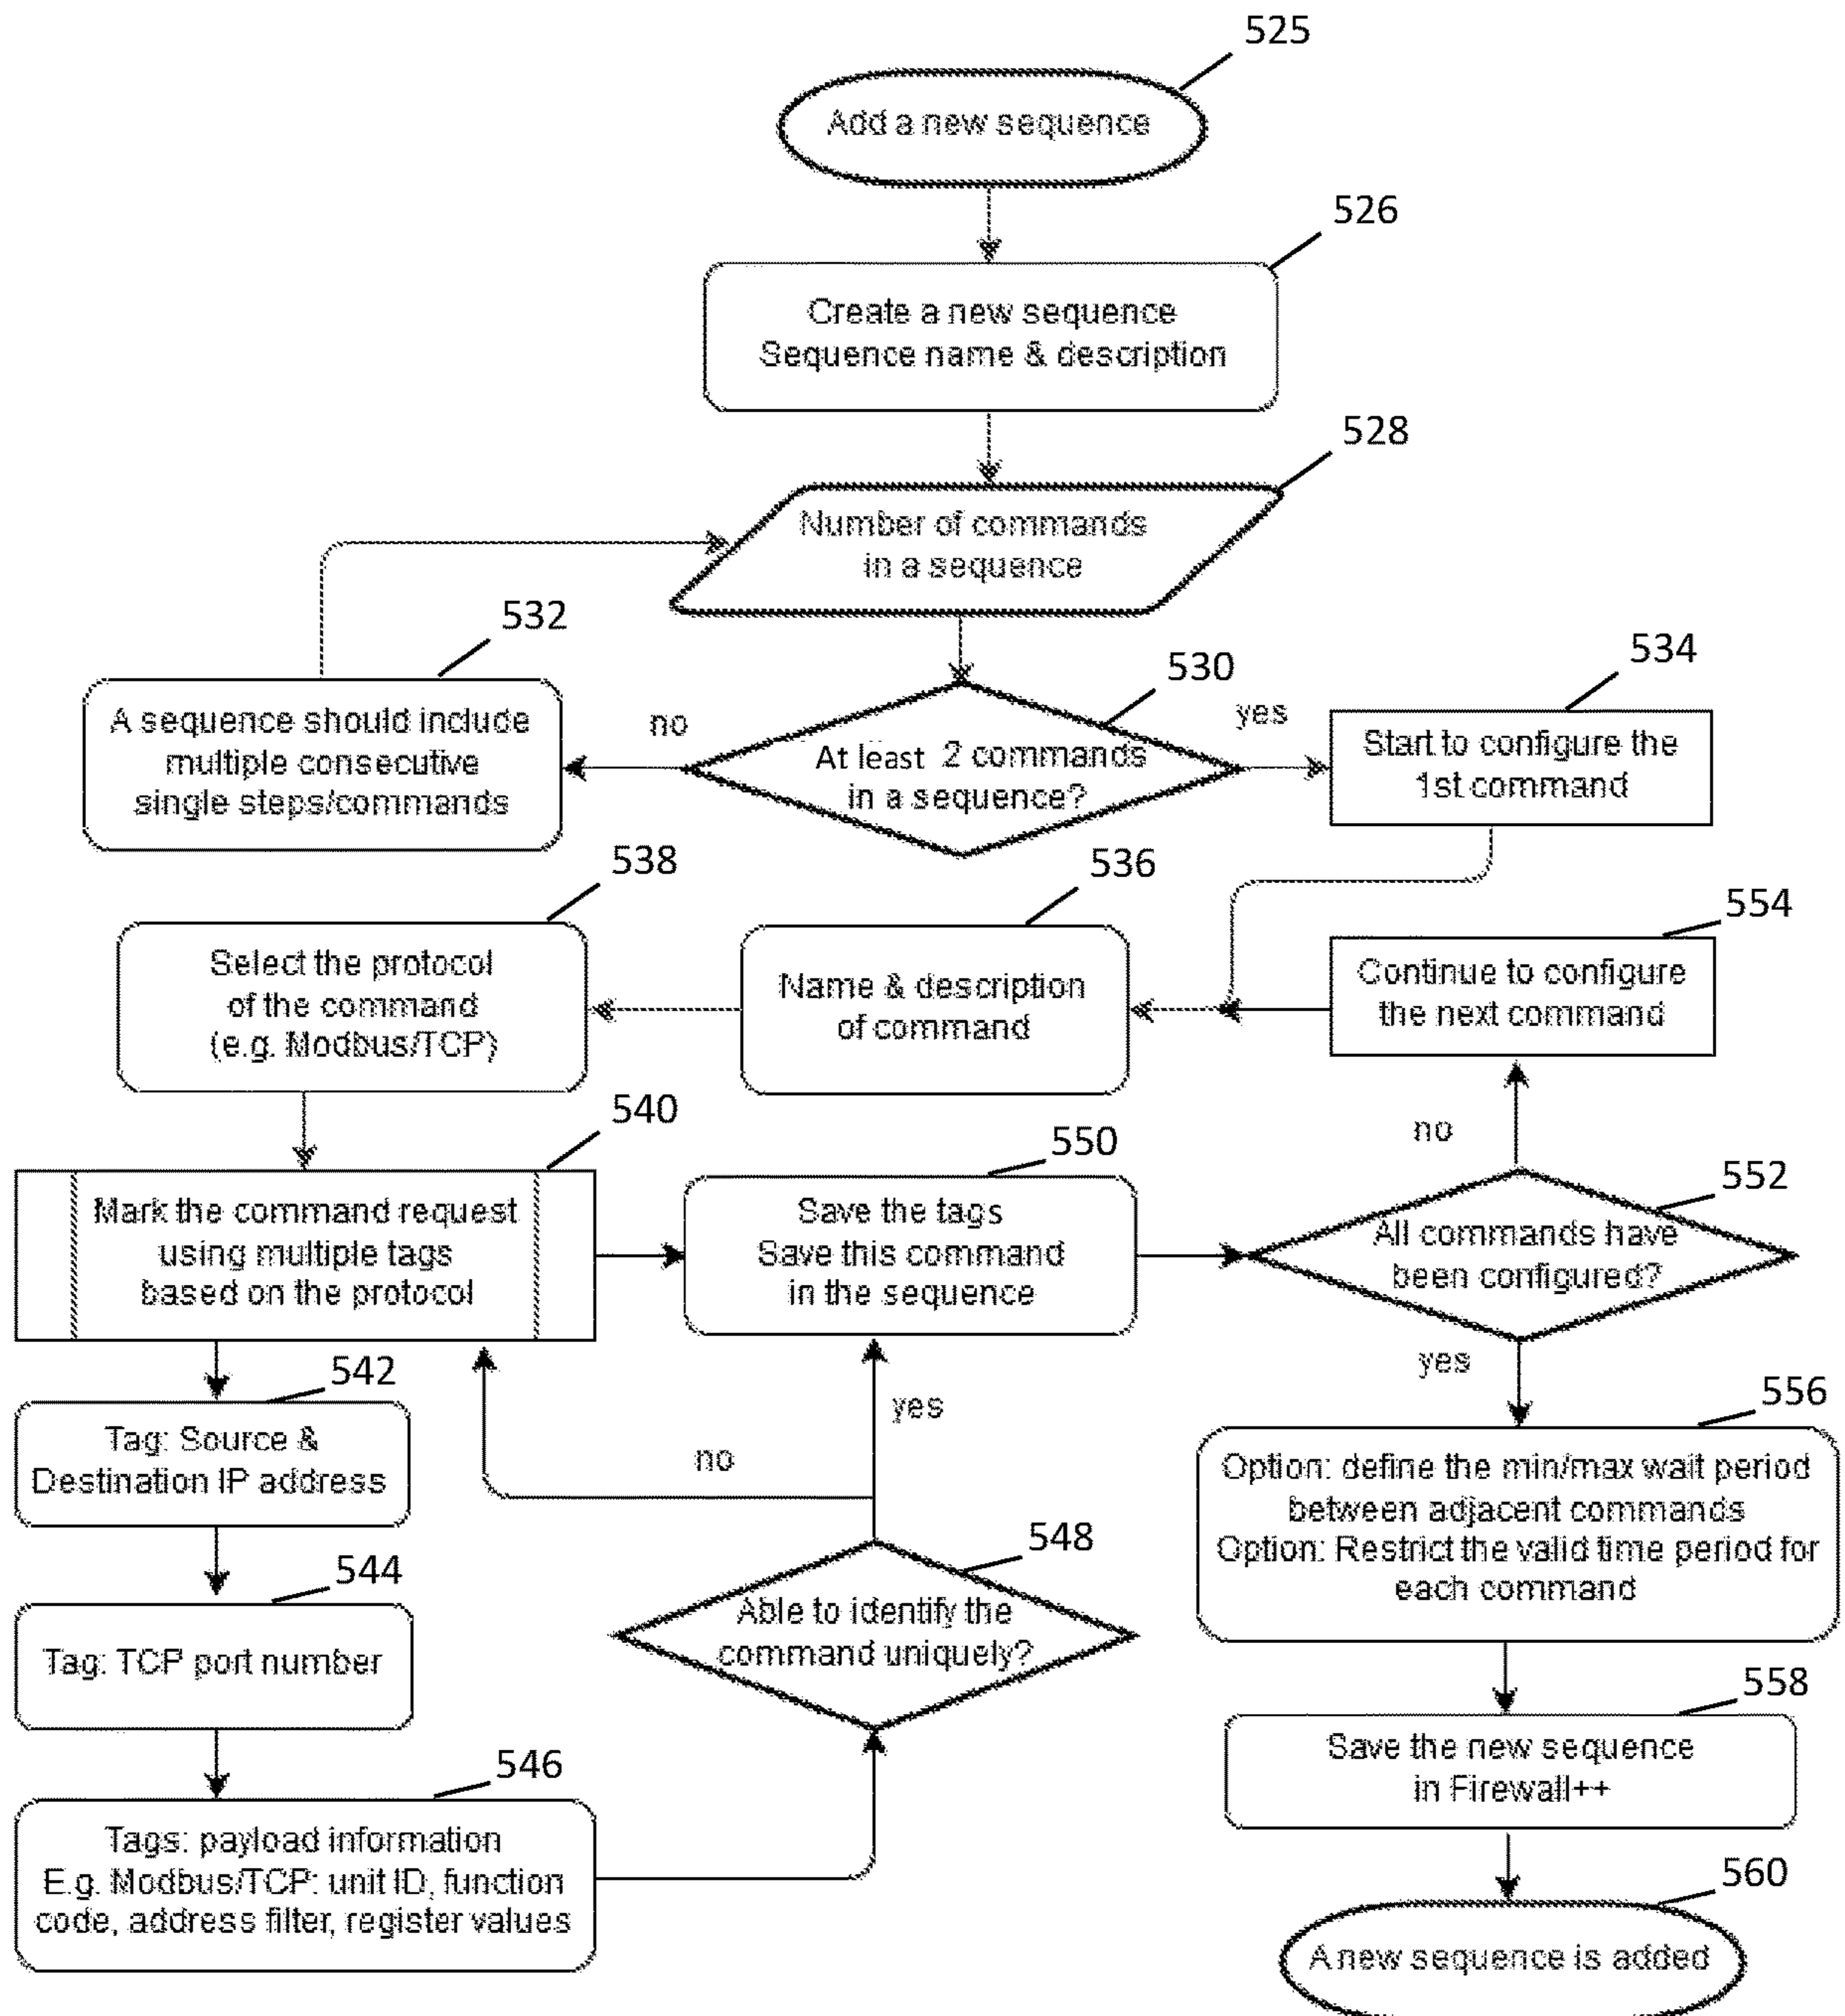 525
Add a new sequence
526
Create a new sequence
Sequence name & description
528
Number of commands
in a sequence
532
A sequence should include
multiple consecutive
single steps/commands
no
530
At least 2 commands
in a sequence?
yes
534
Start to configure the
1st command
538
Select the protocol
of the command
(e.g. Modbus/TCP)
536
Name & description
of command
554
Continue to configure
the next command
no
540
Mark the command request
using multiple tags
based on the protocol
550
Save the tags
Save this command
in the sequence
552
All commands have
been configured?
yes
542
Tag: Source &
Destination IP address
no
yes
556
Option: define the min/max wait period
between adjacent commands
Option: Restrict the valid time period for
each command
544
Tag: TCP port number
548
Able to identify the
command uniquely?
558
Save the new sequence
in Firewall++
546
Tags: payload information
E.g. Modbus/TCP: unit ID, function
code, address filter, register values
560
A new sequence is added